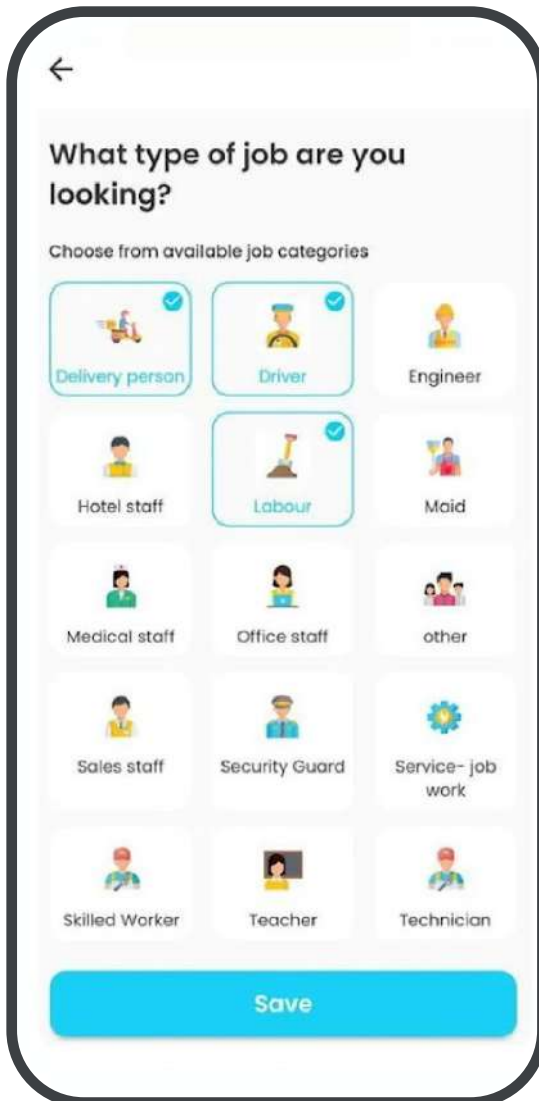 What type of job are you
looking?
Choose from available job categories
Delivery person
Driver
Engineer
Hotel staff
Labour
Maid
Medical staff
Office staff
other
Sales staff
Security Guard
Service- job
work
Skilled Worker
Teacher
Technician
Save